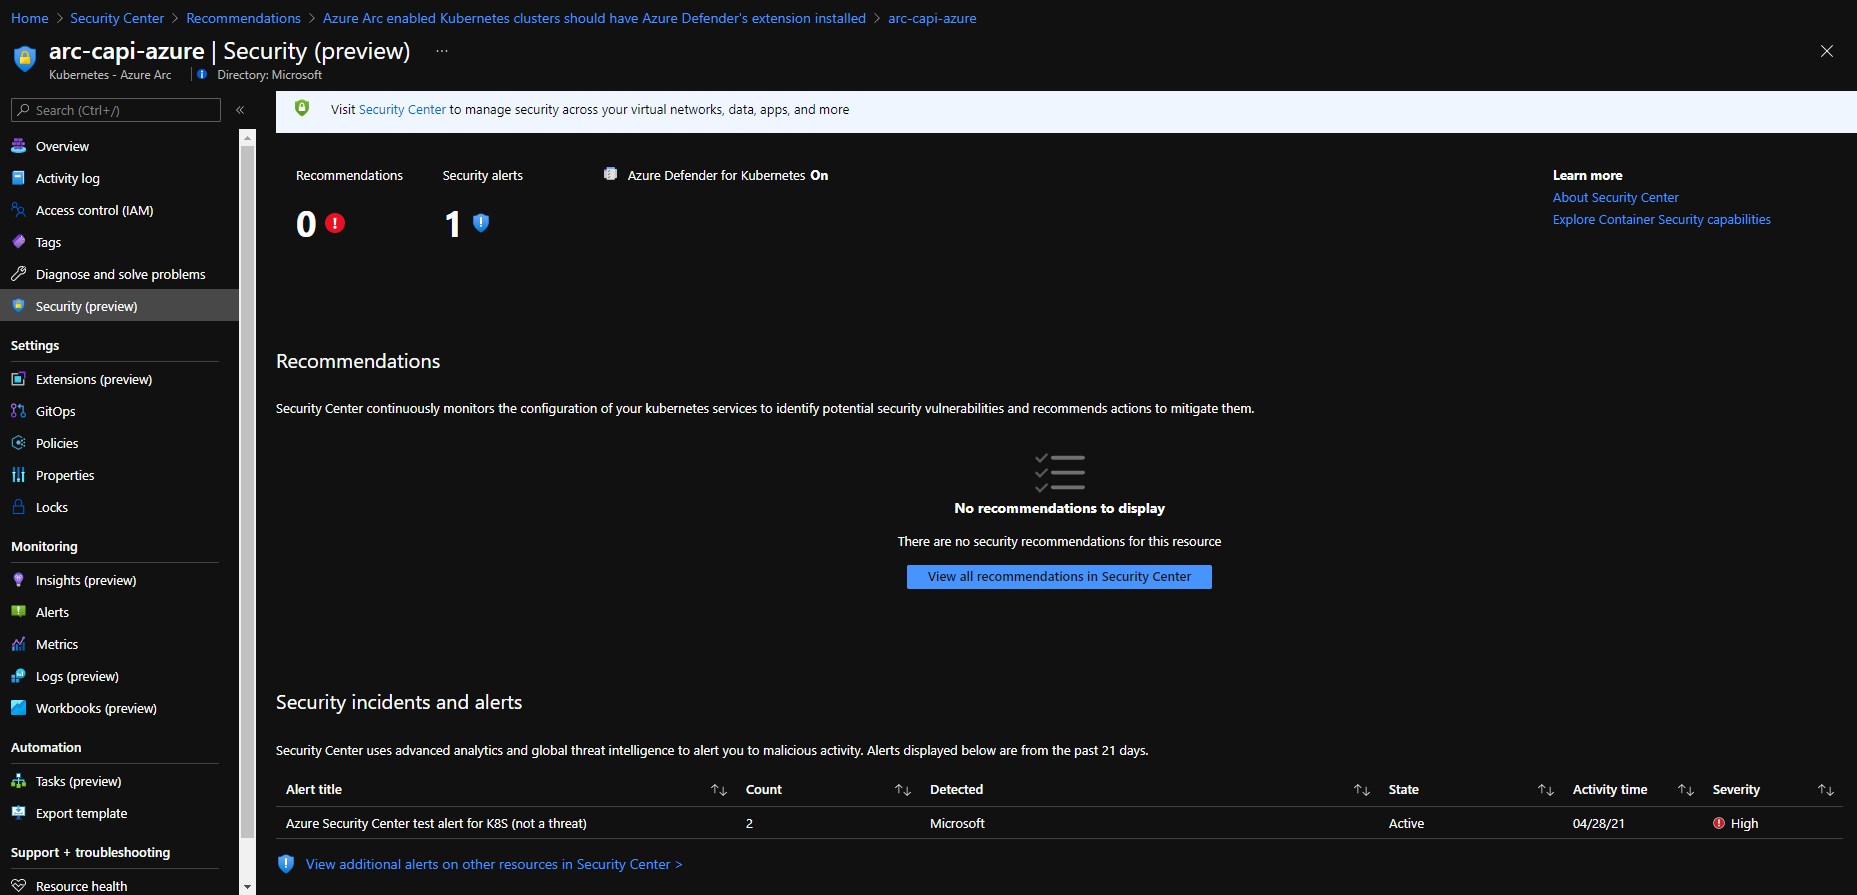 Home > Security Center > Recommendations > Azure Arc enabled Kubernetes clusters should have Azure Defender's extension installed > arc-capi-azure
arc-capi-azure | Security (preview) ...
Kubernetes - Azure Arc | Directory: Microsoft
Search (Ctrl+/) «
Overview
Activity log
Access control (IAM)
Tags
Diagnose and solve problems
Security (preview)
Settings
Extensions (preview)
GitOps
Policies
Properties
Locks
Monitoring
Insights (preview)
Alerts
Metrics
Logs (preview)
Workbooks (preview)
Automation
Tasks (preview)
Export template
Support + troubleshooting
Resource health
Visit Security Center to manage security across your virtual networks, data, apps, and more
Recommendations
0
Security alerts
1
Azure Defender for Kubernetes On
Learn more
About Security Center
Explore Container Security capabilities
Recommendations
Security Center continuously monitors the configuration of your kubernetes services to identify potential security vulnerabilities and recommends actions to mitigate them.
No recommendations to display
There are no security recommendations for this resource
View all recommendations in Security Center
Security incidents and alerts
Security Center uses advanced analytics and global threat intelligence to alert you to malicious activity. Alerts displayed below are from the past 21 days.
Alert title Count Detected State Activity time Severity
Azure Security Center test alert for K8S (not a threat) 2 Microsoft Active 04/28/21 High
View additional alerts on other resources in Security Center >